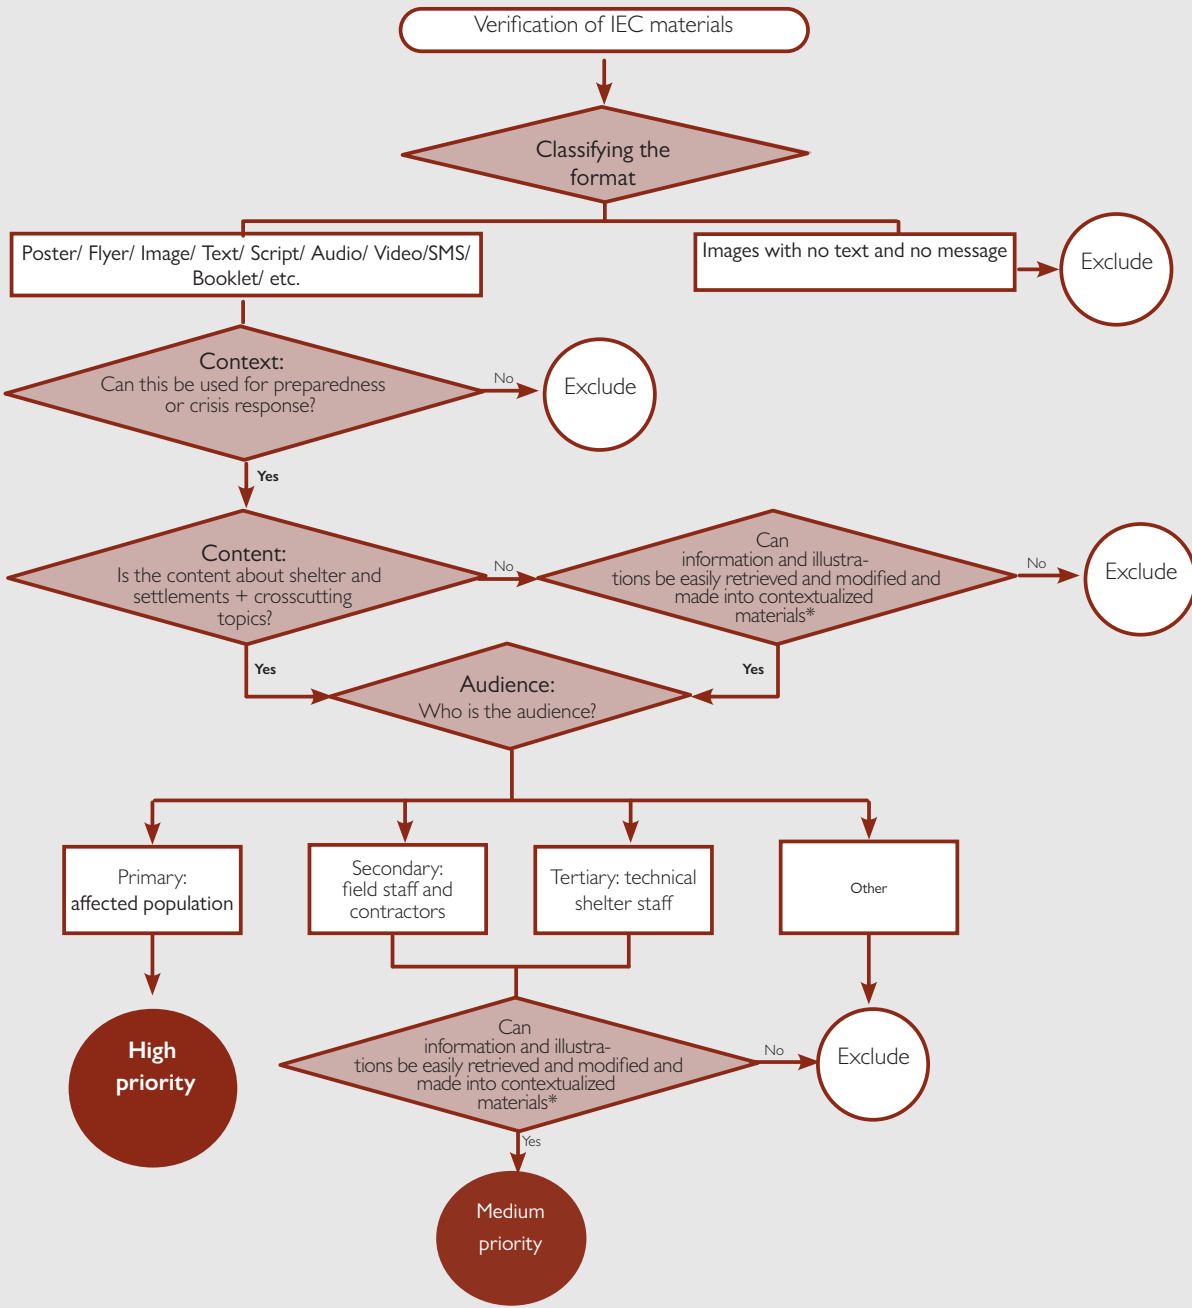 Verification of IEC materials
Classifying the
format
Poster/ Flyer/ Image/ Text/ Script/ Audio/ Video/SMS/
Booklet/ etc.
Images with no text and no message
Exclude
Context:
Can this be used for preparedness
or crisis response?
No
Exclude
Yes
Content:
Is the content about shelter and
settlements + crosscutting
topics?
No
Can
information and illustra-
tions be easily retrieved and modified and
made into contextualized
materials*
No
Exclude
Yes
Yes
Audience:
Who is the audience?
Primary:
affected population
Secondary:
field staff and
contractors
Tertiary: technical
shelter staff
Other
High
priority
Can
information and illustra-
tions be easily retrieved and modified and
made into contextualized
materials*
No
Exclude
Yes
Medium
priority